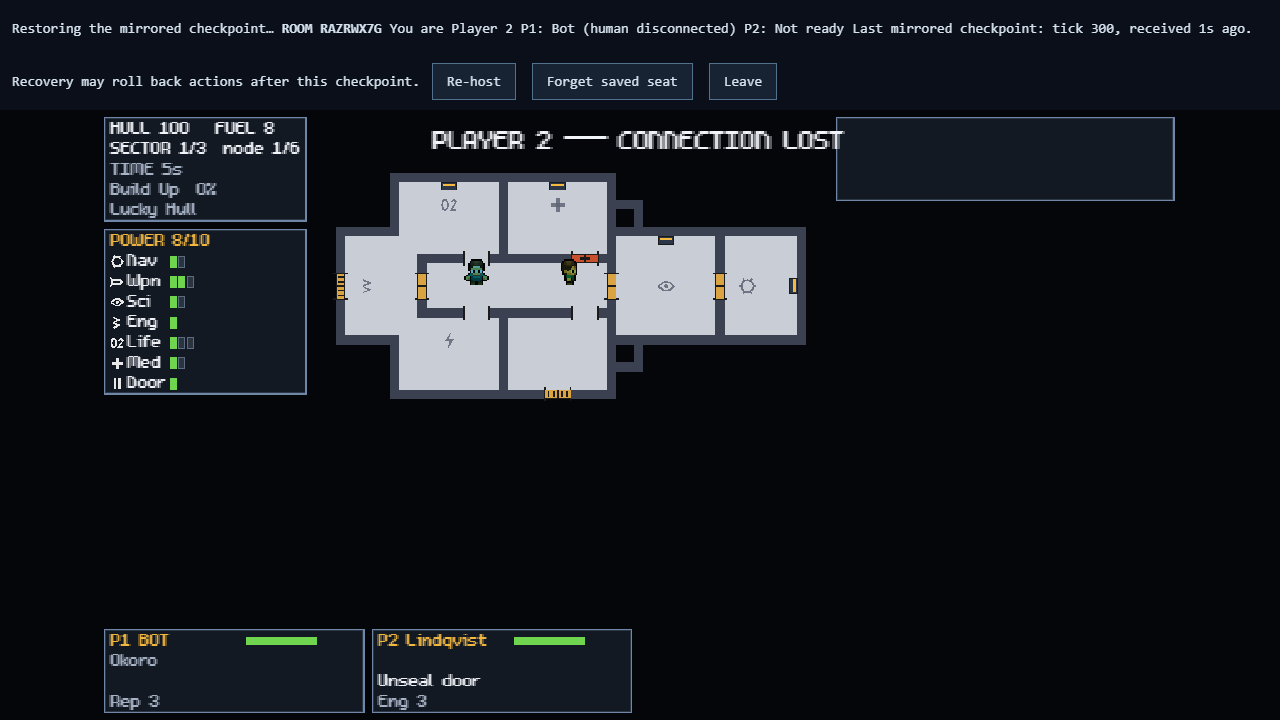 Restoring the mirrored checkpoint… ROOM RAZRWX7G You are Player 2 P1: Bot (human disconnected) P2: Not ready Last mirrored checkpoint: tick 300, received 1s ago.
Recovery may roll back actions after this checkpoint. Re-host Forget saved seat Leave
HULL 100 FUEL 8
PLAYER 2 — CONNECTION LOST
SECTOR 1/3 node 1/6
TIME 5s
Build Up 0%
Lucky Hull
O2
POWER 8/10
Nav
Wpn
Sci
Eng
O2 Life
Med
Door
P1 BOT
Okoro
Rep 3
P2 Lindqvist
Unseal door
Eng 3